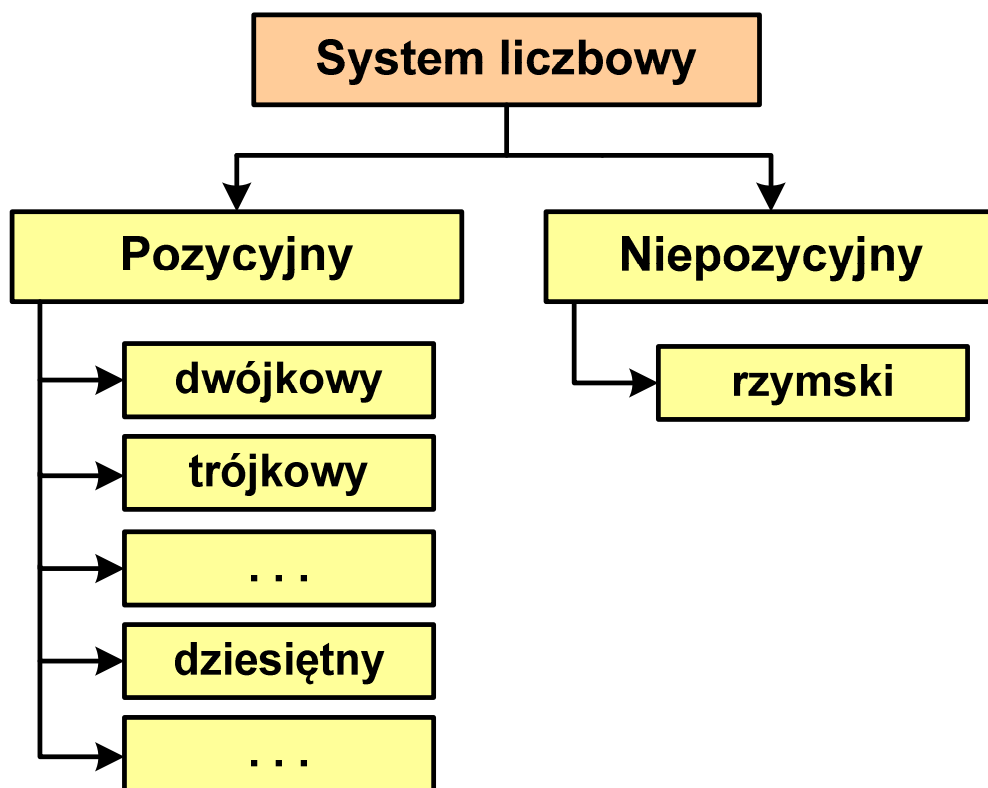 System liczbowy
Pozycyjny
dwójkowy
trójkowy
. . .
dziesiętny
. . .
Niepozycyjny
rzymski